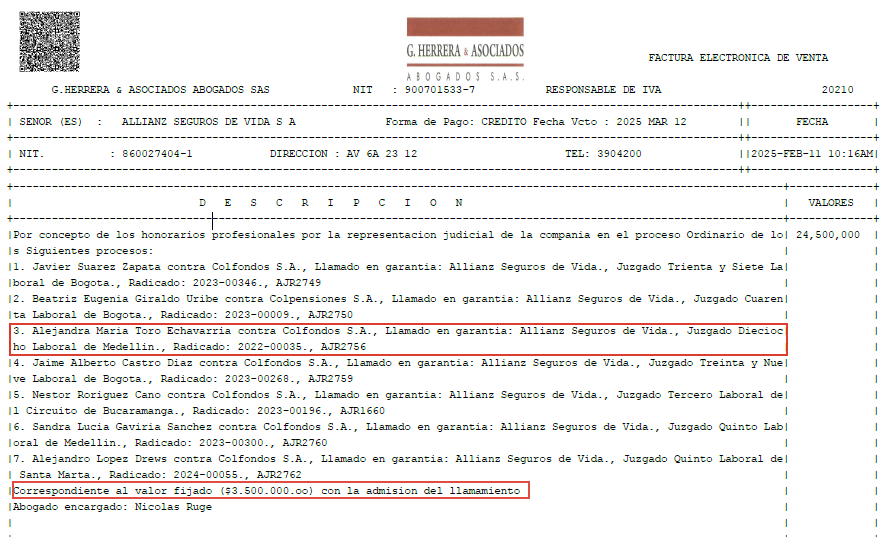 G. HERRERA & ASOCIADOS
ABOGADOS S.A.S.
FACTURA ELECTRONICA DE VENTA
G.HERRERA & ASOCIADOS ABOGADOS SAS NIT : 900701533-7 RESPONSABLE DE IVA 20210
SENOR (ES) : ALLIANZ SEGUROS DE VIDA S A Forma de Pago: CREDITO Fecha Vcto : 2025 MAR 12 FECHA
NIT. : 860027404-1 DIRECCION : AV 6A 23 12 TEL: 3904200 2025-FEB-11 10:16AM
D E S C R I P C I O N VALORES
Por concepto de los honorarios profesionales por la representacion judicial de la compania en el proceso Ordinario de lo 24,500,000
s Siguientes procesos:
1. Javier Suarez Zapata contra Colfondos S.A., Llamado en garantia: Allianz Seguros de Vida., Juzgado Trienta y Siete La
boral de Bogota., Radicado: 2023-00346., AJR2749
2. Beatriz Eugenia Giraldo Uribe contra Colpensiones S.A., Llamado en garantia: Allianz Seguros de Vida., Juzgado Cuaren
ta Laboral de Bogota., Radicado: 2023-00009., AJR2750
3. Alejandra Maria Toro Echavarria contra Colfondos S.A., Llamado en garantia: Allianz Seguros de Vida., Juzgado Diecioc
ho Laboral de Medellin., Radicado: 2022-00035., AJR2756
4. Jaime Alberto Castro Diaz contra Colfondos S.A., Llamado en garantia: Allianz Seguros de Vida., Juzgado Treinta y Nue
ve Laboral de Bogota., Radicado: 2023-00268., AJR2759
5. Nestor Roriguez Cano contra Colfondos S.A., Llamado en garantia: Allianz Seguros de Vida., Juzgado Tercero Laboral de
l Circuito de Bucaramanga., Radicado: 2023-00196., AJR1660
6. Sandra Lucia Gaviria Sanchez contra Colfondos S.A., Llamado en garantia: Allianz Seguros de Vida., Juzgado Quinto Lab
oral de Medellin., Radicado: 2023-00300., AJR2760
7. Alejandro Lopez Drews contra Colfondos S.A., Llamado en garantia: Allianz Seguros de Vida., Juzgado Quinto Laboral de
Santa Marta., Radicado: 2024-00055., AJR2762
Correspondiente al valor fijado ($3.500.000.oo) con la admision del llamamiento
Abogado encargado: Nicolas Ruge